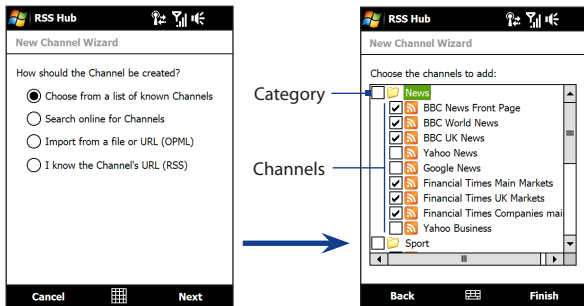 RSS Hub
New Channel Wizard
How should the Channel be created?
Choose from a list of known Channels
Search online for Channels
Import from a file or URL (OPML)
I know the Channel's URL (RSS)
Cancel
Next
Category
Channels
RSS Hub
New Channel Wizard
Choose the channels to add:
News
BBC News Front Page
BBC World News
BBC UK News
Yahoo News
Google News
Financial Times Main Markets
Financial Times UK Markets
Financial Times Companies mai
Yahoo Business
Sport
Back
Finish